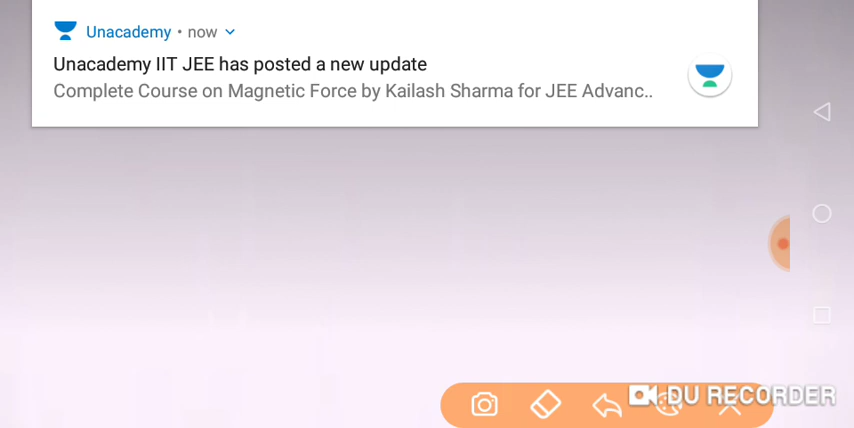 Unacademy • now
Unacademy IIT JEE has posted a new update
Complete Course on Magnetic Force by Kailash Sharma for JEE Advanc..
DU RECORDER